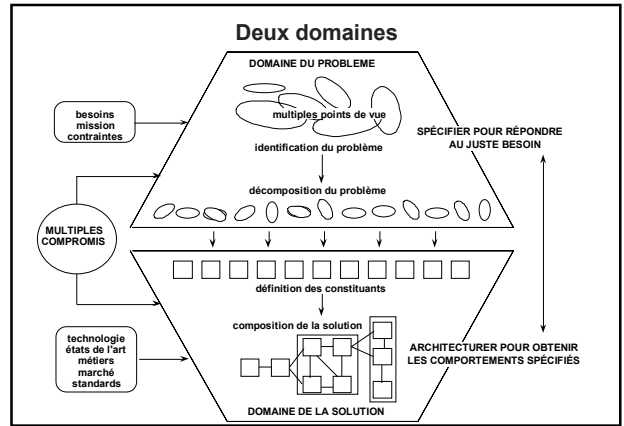 Deux domaines
DOMAINE DU PROBLEME
besoins
mission
contraintes
multiples points de vue
SPÉCIFIER POUR RÉPONDRE
AU JUSTE BESOIN
identification du problème
décomposition du problème
MULTIPLES
COMPROMIS
définition des constituants
composition de la solution
technologie
états de l'art
métiers
marché
standards
ARCHITECTURER POUR OBTENIR
LES COMPORTEMENTS SPÉCIFIÉS
DOMAINE DE LA SOLUTION